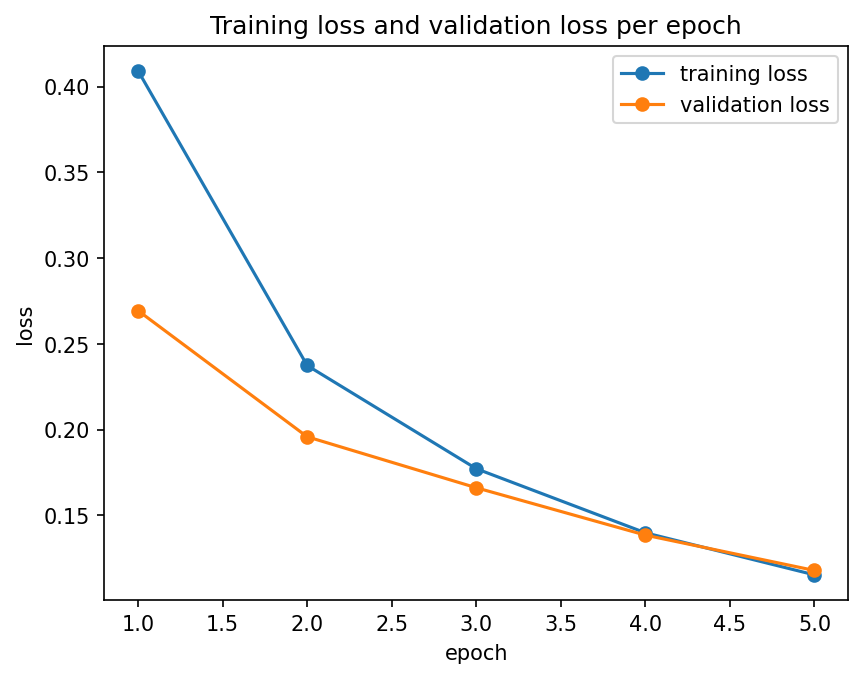 Training loss and validation loss per epoch
training loss
validation loss
0.40
0.35
0.30
0.25
0.20
0.15
loss
1.0 1.5 2.0 2.5 3.0 3.5 4.0 4.5 5.0
epoch